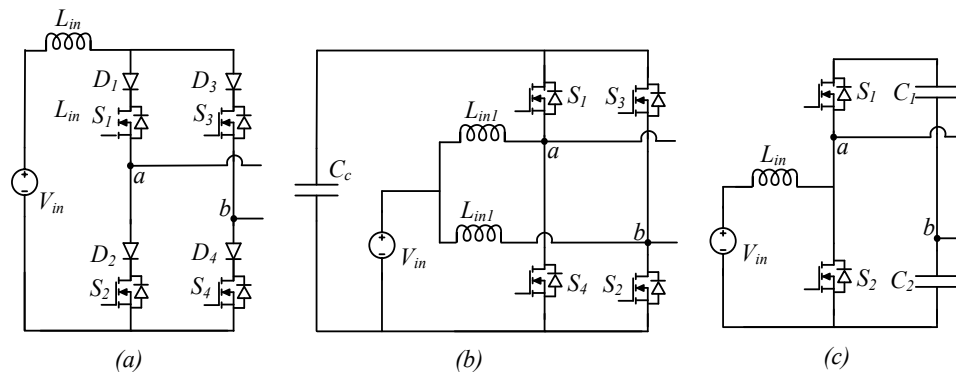 L_in
D_1
D_3
L_in
S_1
S_3
a
V_in
b
D_2
D_4
S_2
S_4
(a)
S_1
S_3
L_in1
a
C_c
L_in1
b
V_in
S_4
S_2
(b)
S_1
C_1
a
L_in
b
V_in
S_2
C_2
(c)